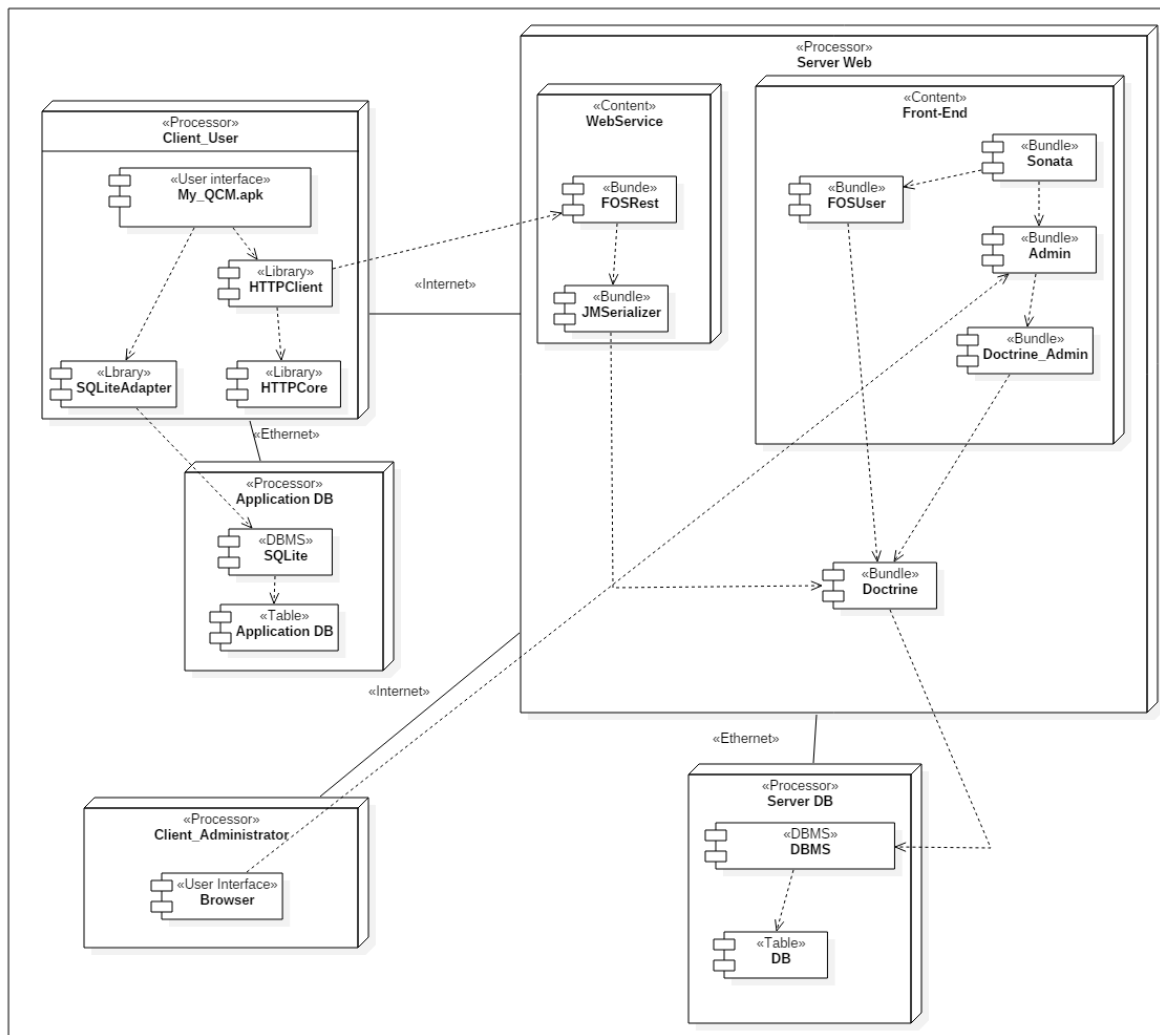 «Processor»
Server Web
«Content»
WebService
«Content»
Front-End
«Processor»
Client_User
«User interface»
My_QCM.apk
«Bundle»
Sonata
«Bunde»
FOSRest
«Bundle»
FOSUser
«Bundle»
Admin
«Library»
HTTPClient
«Internet»
«Bundle»
JMSerializer
«Bundle»
Doctrine_Admin
«Lbrary»
SQLiteAdapter
«Library»
HTTPCore
«Ethernet»
«Processor»
Application DB
«DBMS»
SQLite
«Table»
Application DB
«Bundle»
Doctrine
«Internet»
«Ethernet»
«Processor»
Client_Administrator
«User Interface»
Browser
«Processor»
Server DB
«DBMS»
DBMS
«Table»
DB